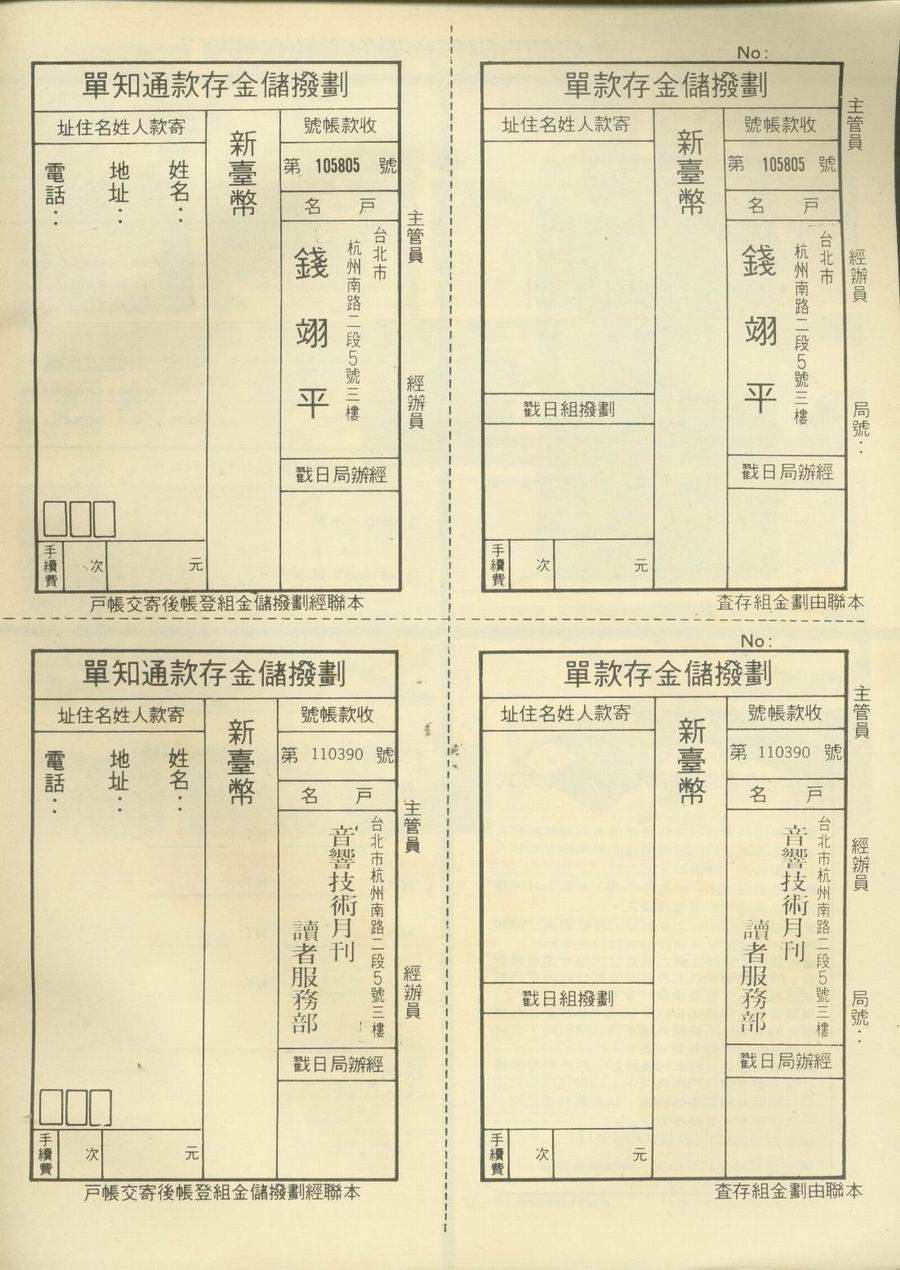 劃撥儲金存款通知單
收款帳號
第 105805 號
戶名
台北市
杭州南路二段5號三樓
錢翊平
經辦局日戳
新臺幣
寄款人姓名住址
姓名：
地址：
電話：
手續費
次
元
主管員
經辦員
本聯經劃撥儲金組登帳後寄交帳戶
No:
劃撥儲金存款單
收款帳號
第 105805 號
戶名
台北市
杭州南路二段5號三樓
錢翊平
經辦局日戳
新臺幣
寄款人姓名住址
劃撥組日戳
手續費
次
元
主管員
經辦員
局號：
本聯由劃金組存查
劃撥儲金存款通知單
收款帳號
第 110390 號
戶名
台北市杭州南路二段5號三樓
音響技術月刊
讀者服務部
經辦局日戳
新臺幣
寄款人姓名住址
姓名：
地址：
電話：
手續費
次
元
主管員
經辦員
本聯經劃撥儲金組登帳後寄交帳戶
No:
劃撥儲金存款單
收款帳號
第 110390 號
戶名
台北市杭州南路二段5號三樓
音響技術月刊
讀者服務部
經辦局日戳
新臺幣
寄款人姓名住址
劃撥組日戳
手續費
次
元
主管員
經辦員
局號：
本聯由劃金組存查